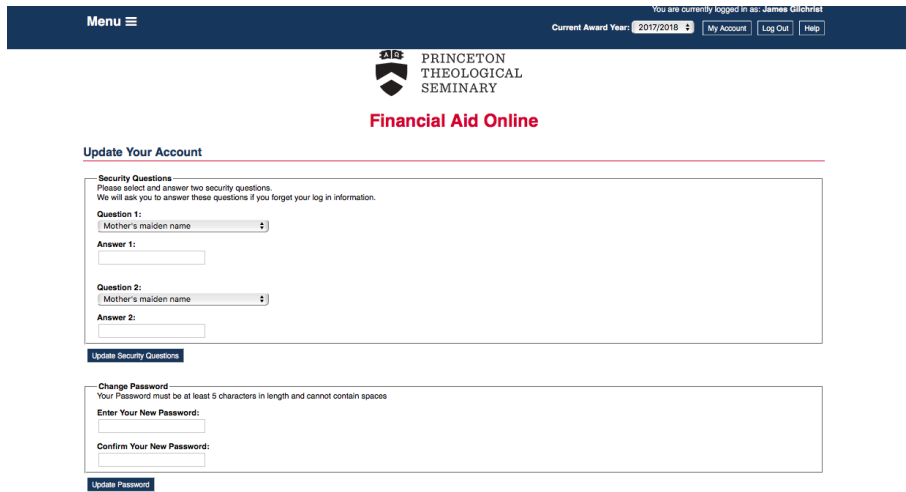 You are currently logged in as: James Gilchrist
Menu ☰
Current Award Year: 2017/2018 My Account Log Out Help
PRINCETON
THEOLOGICAL
SEMINARY
Financial Aid Online
Update Your Account
Security Questions
Please select and answer two security questions.
We will ask you to answer these questions if you forget your log in information.
Question 1:
Mother's maiden name
Answer 1:
Question 2:
Mother's maiden name
Answer 2:
Update Security Questions
Change Password
Your Password must be at least 5 characters in length and cannot contain spaces
Enter Your New Password:
Confirm Your New Password:
Update Password